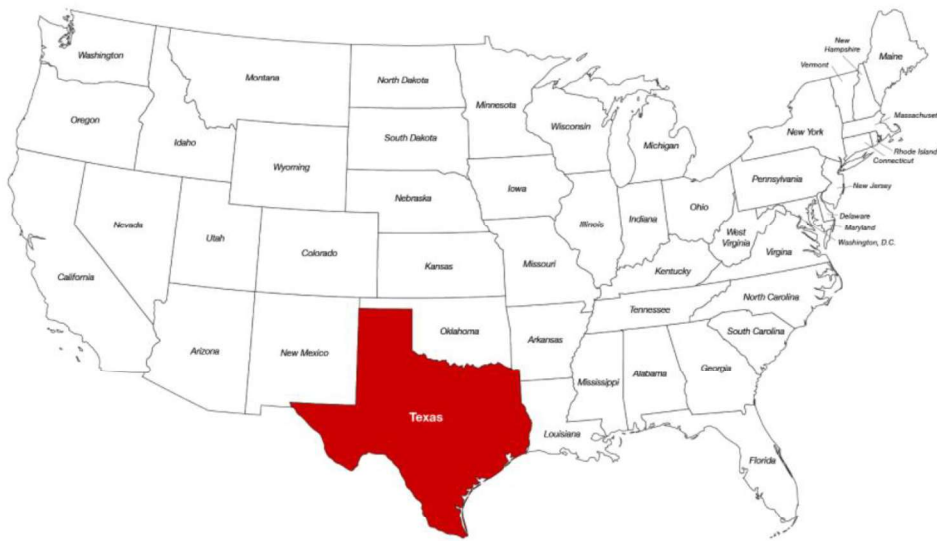 Washington
Oregon
California
Nevada
Idaho
Montana
Wyoming
Utah
Colorado
Arizona
New Mexico
North Dakota
South Dakota
Nebraska
Kansas
Oklahoma
Texas
Minnesota
Iowa
Missouri
Arkansas
Louisiana
Wisconsin
Illinois
Michigan
Indiana
Ohio
Kentucky
Tennessee
Mississippi
Alabama
Georgia
Florida
South Carolina
North Carolina
Virgina
West
Virginia
Pennsylvania
New York
Vermont
New
Hampshire
Maine
Massachuset
Rhode Island
Connecticut
New Jersey
Delaware
Maryland
Washington, D.C.